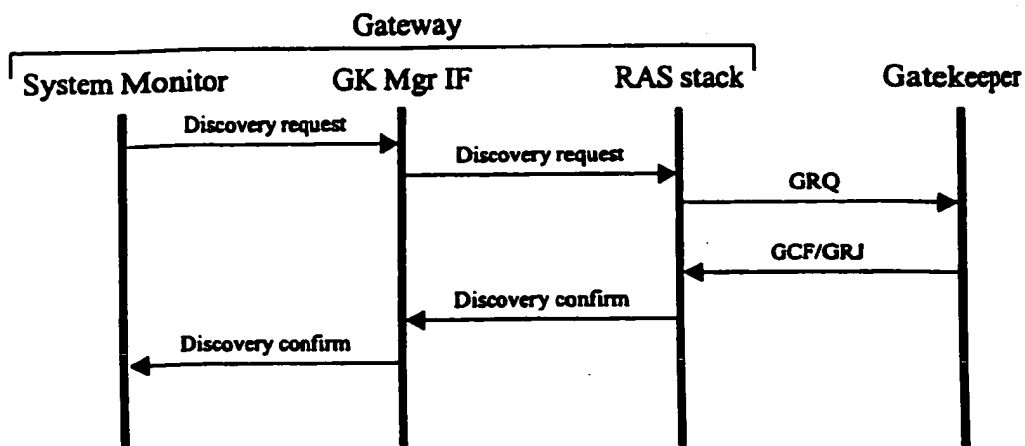 Gateway
System Monitor
GK Mgr IF
RAS stack
Gatekeeper
Discovery request
Discovery request
GRQ
GCF/GRJ
Discovery confirm
Discovery confirm